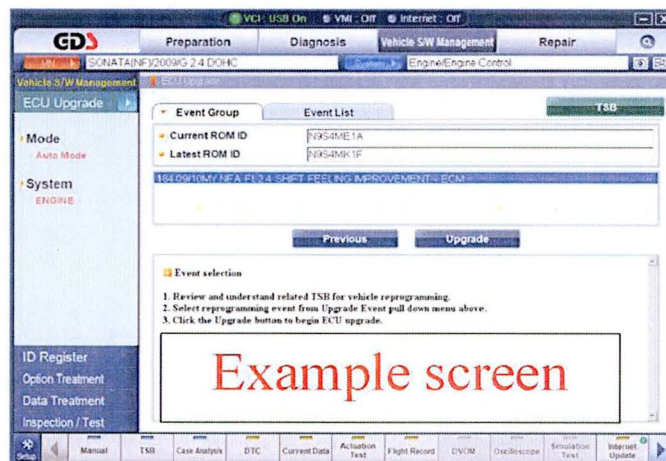 VCI : USB On VMI : Off Internet : Off
GDS Preparation Diagnosis Vehicle S/W Management Repair
VIN SONATA(NF)/2009/G 2.4 DOHC System Engine/Engine Control
Vehicle S/W Management ECU Upgrade
ECU Upgrade
Event Group Event List TSB
Mode
Auto Mode
System
ENGINE
Current ROM ID N9S4ME1A
Latest ROM ID N9S4MK1F
184.09/10MY NFA FL 2.4 SHIFT FEELING IMPROVEMENT - ECM
Previous Upgrade
Event selection
1. Review and understand related TSB for vehicle reprogramming.
2. Select reprogramming event from Upgrade Event pull down menu above.
3. Click the Upgrade button to begin ECU upgrade.
Example screen
ID Register
Option Treatment
Data Treatment
Inspection / Test
Setup Manual TSB Case Analysis DTC Current Data Actuation Test Flight Record DVOM Oscilloscope Simulation Test Internet Update